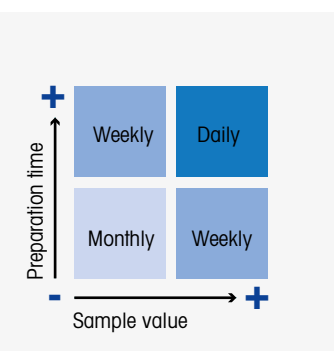 +
Weekly Daily
Preparation time
Monthly Weekly
- +
Sample value